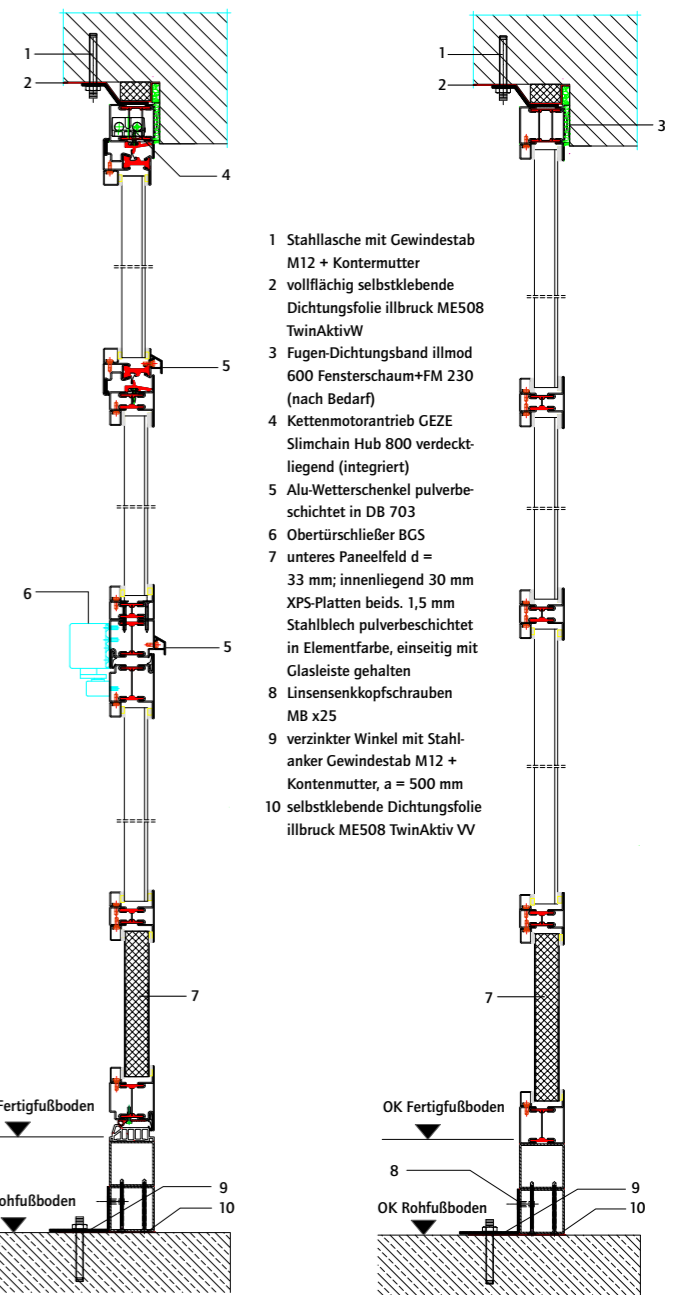 1
2
4
5
6
5
7
Fertigfußboden
ohfußboden
9
10
1 Stahllasche mit Gewindestab
M12 + Kontermutter
2 vollflächig selbstklebende
Dichtungsfolie illbruck ME508
TwinAktivW
3 Fugen-Dichtungsband illmod
600 Fensterschaum+FM 230
(nach Bedarf)
4 Kettenmotorantrieb GEZE
Slimchain Hub 800 verdeckt-
liegend (integriert)
5 Alu-Wetterschenkel pulverbe-
schichtet in DB 703
6 Obertürschließer BGS
7 unteres Paneelfeld d =
33 mm; innenliegend 30 mm
XPS-Platten beids. 1,5 mm
Stahlblech pulverbeschichtet
in Elementfarbe, einseitig mit
Glasleiste gehalten
8 Linsensenkkopfschrauben
MB x25
9 verzinkter Winkel mit Stahl-
anker Gewindestab M12 +
Kontenmutter, a = 500 mm
10 selbstklebende Dichtungsfolie
illbruck ME508 TwinAktiv VV
1
2
3
7
OK Fertigfußboden
8
OK Rohfußboden
9
10